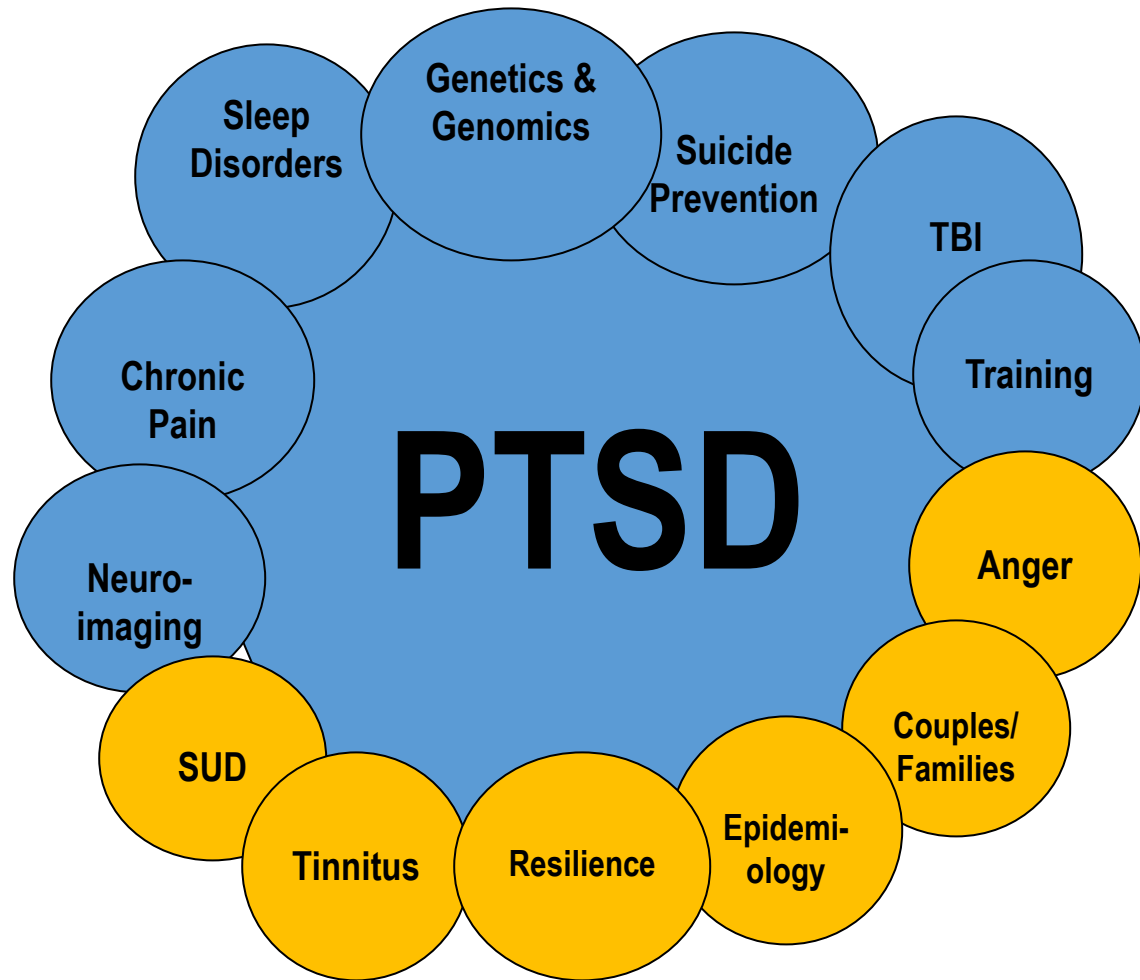 Genetics &
Genomics
Sleep
Disorders
Suicide
Prevention
TBI
Training
Chronic
Pain
PTSD
Neuro-
imaging
Anger
Couples/
Families
SUD
Tinnitus
Resilience
Epidemi-
ology